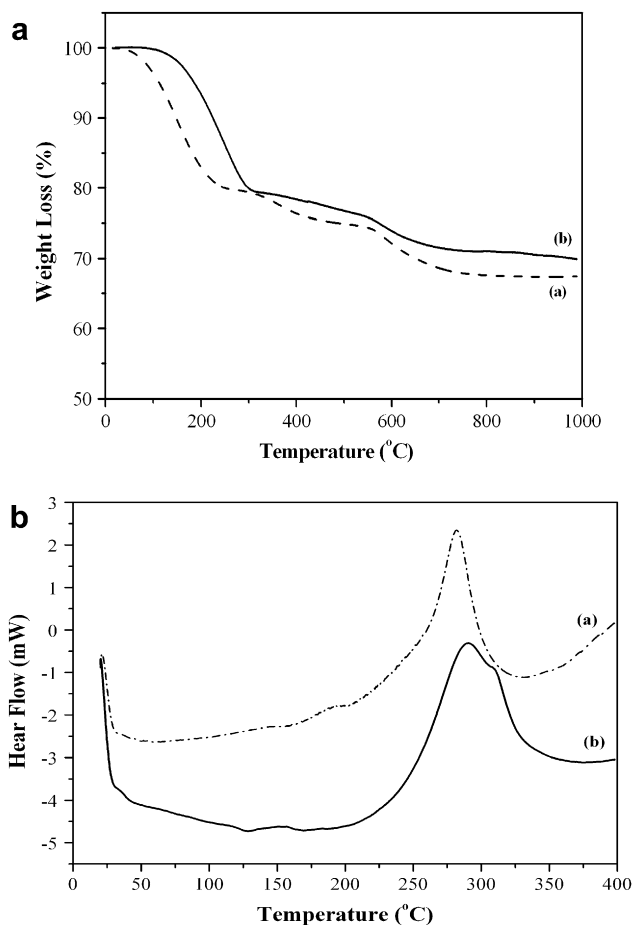 a
100
90
80
70
60
50
Weight Loss (%)
(b)
(a)
0 200 400 600 800 1000
Temperature (°C)
b
3
2
1
0
-1
-2
-3
-4
-5
Hear Flow (mW)
(a)
(b)
0 50 100 150 200 250 300 350 400
Temperature (°C)